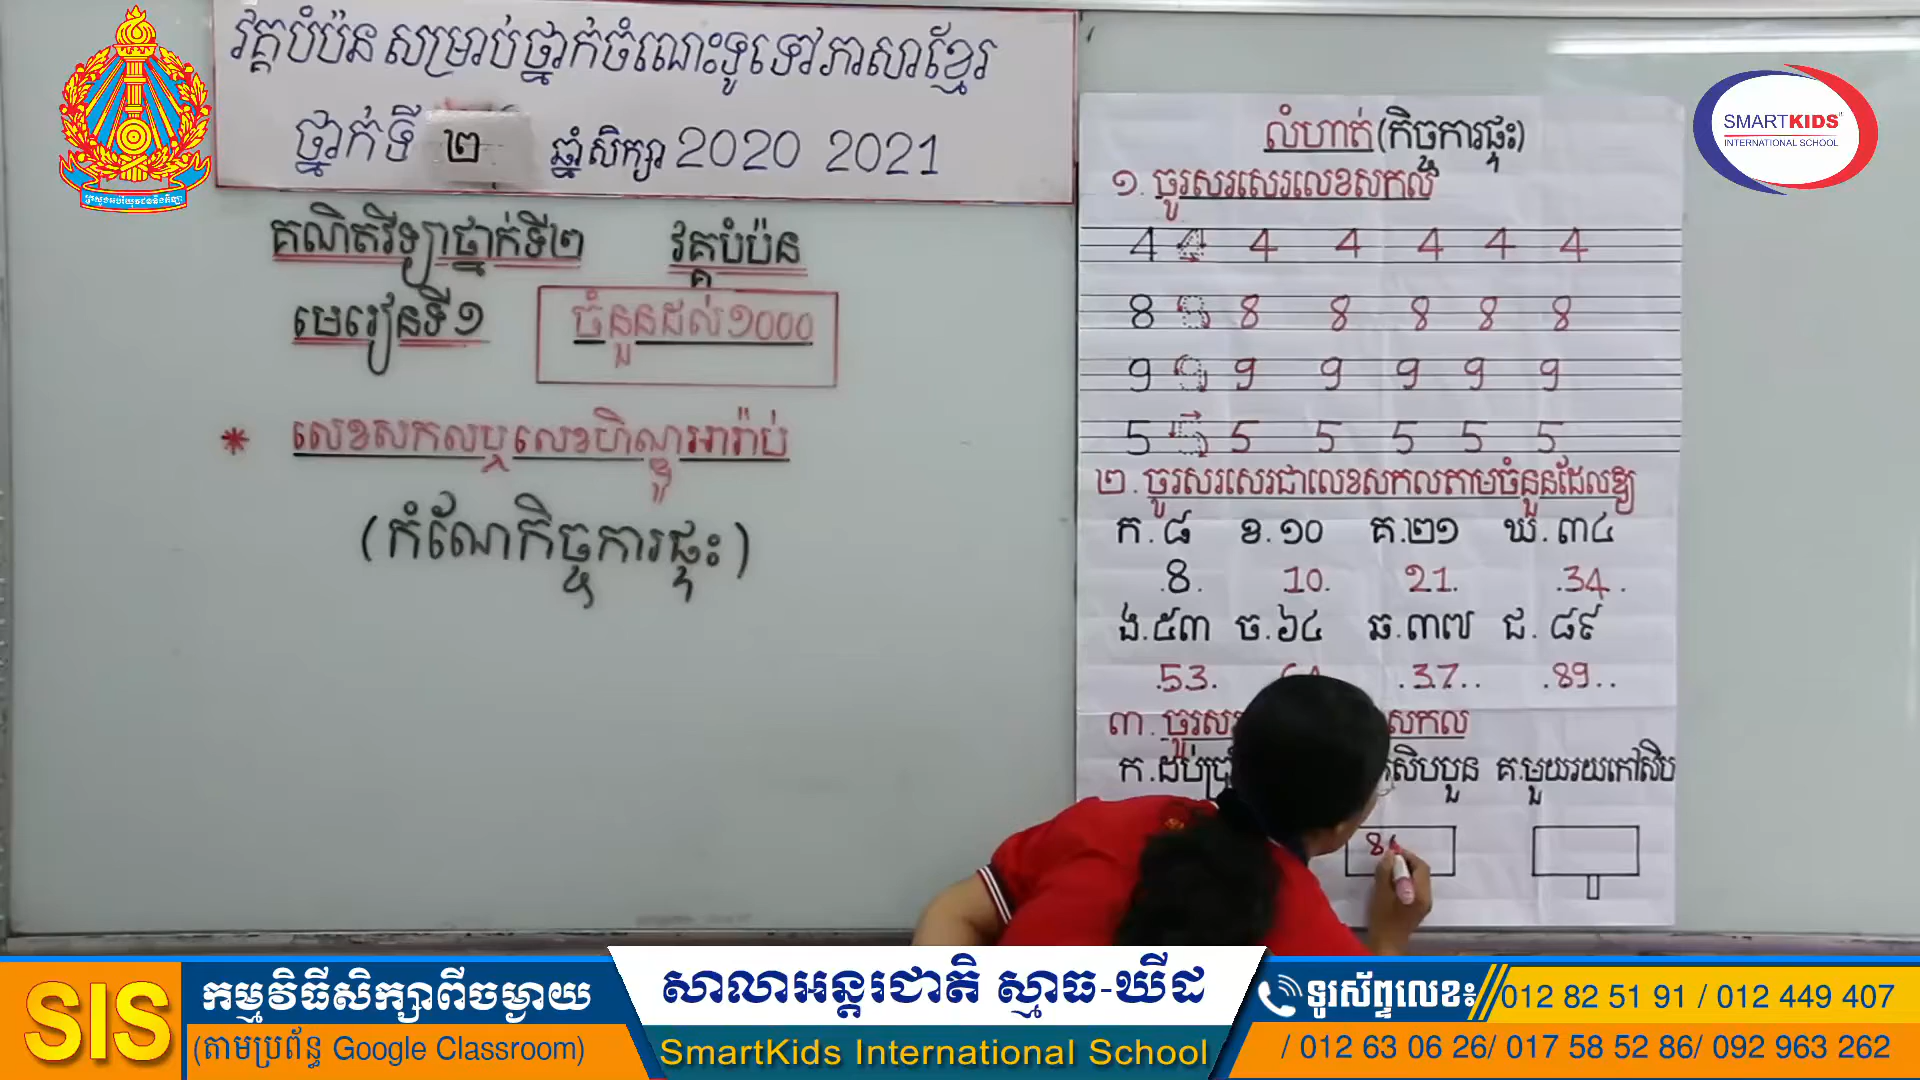 វគ្គបំប៉នសម្រាប់ថ្នាក់ចំណេះទូទៅភាសាខ្មែរ
ថ្នាក់ទី ២ ឆ្នាំសិក្សា 2020 2021
គណិតវិទ្យាថ្នាក់ទី២ វគ្គបំប៉ន
មេរៀនទី១ ចំនួនដល់១០០០
* លេខសកលឬលេខហិណ្ឌូអារ៉ាប់
(កំណែកិច្ចការផ្ទះ)
SMARTKIDS
INTERNATIONAL SCHOOL
លំហាត់(កិច្ចការផ្ទះ)
១. ចូរសរសេរលេខសកល
4 4 4 4 4 4 4
8 8 8 8 8 8 8
9 9 9 9 9 9 9
5 5 5 5 5 5 5
២. ចូរសរសេរជាលេខសកលតាមចំនួនដែលឱ្យ
ក.៨ ខ.១០ គ.២១ ឃ.៣៤
.8. 10. 21. .34.
ង.៥៣ ច.៦៤ ឆ.៣៧ ជ.៨៩
.53. .37.. .89..
៣. ចូរស សកល
ក.ដប់ប្រាំ សិបបួន គ.មួយរយកៅសិប
8
SIS
កម្មវិធីសិក្សាពីចម្ងាយ
(តាមប្រព័ន្ធ Google Classroom)
សាលាអន្តរជាតិ ស្មាធ-ឃីដ
SmartKids International School
ទូរស័ព្ទលេខ៖ 012 82 51 91 / 012 449 407
/ 012 63 06 26/ 017 58 52 86/ 092 963 262